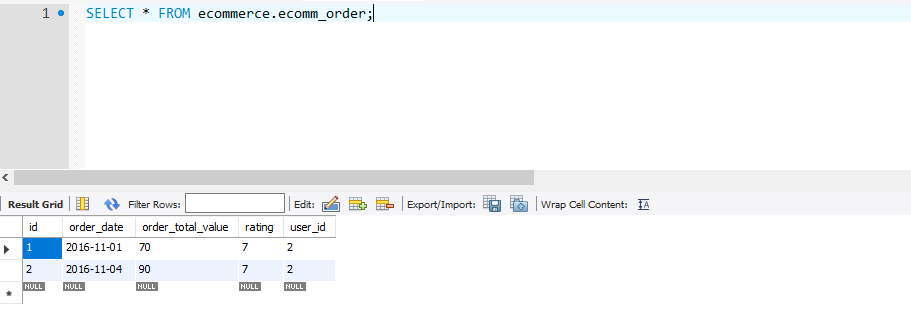 1 SELECT * FROM ecommerce.ecomm_order;
Result Grid Filter Rows: Edit: Export/Import: Wrap Cell Content: IA
id order_date order_total_value rating user_id
1 2016-11-01 70 7 2
2 2016-11-04 90 7 2
NULL NULL NULL NULL NULL